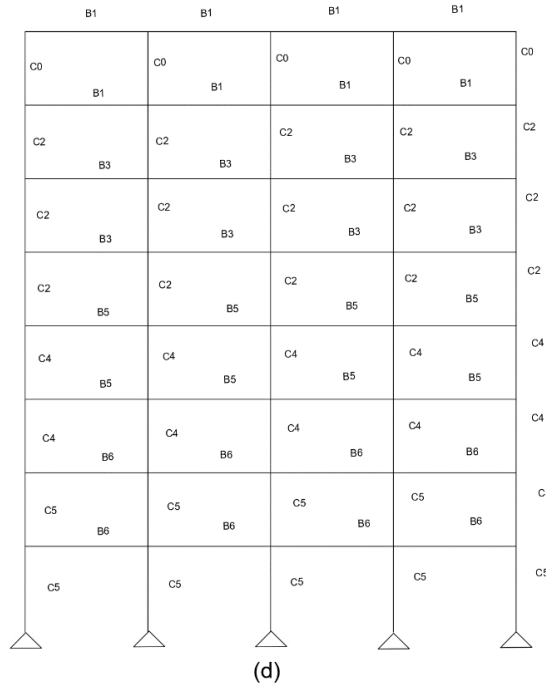 B1 B1 B1 B1
C0 C0 C0 C0 C0
B1 B1 B1 B1
C2 C2 C2 C2 C2
B3 B3 B3 B3
C2 C2 C2 C2 C2
B3 B3 B3 B3
C2 C2 C2 C2 C2
B5 B5 B5 B5
C4 C4 C4 C4 C4
B5 B5 B5 B5
C4 C4 C4 C4 C4
B6 B6 B6 B6
C5 C5 C5 C5 C
B6 B6 B6 B6
C5 C5 C5 C5 C5
(d)